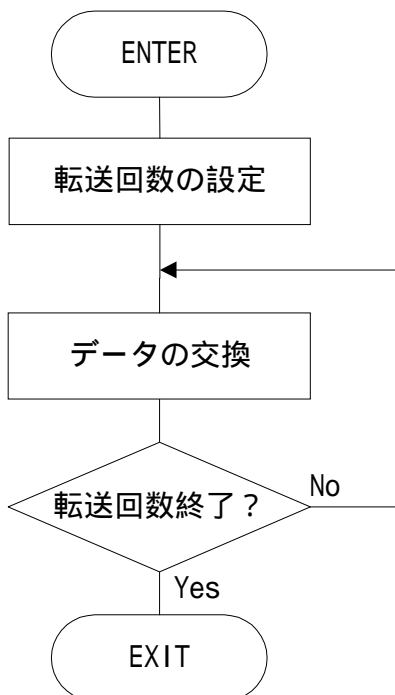 ENTER
転送回数の設定
データの交換
転送回数終了？
No
Yes
EXIT